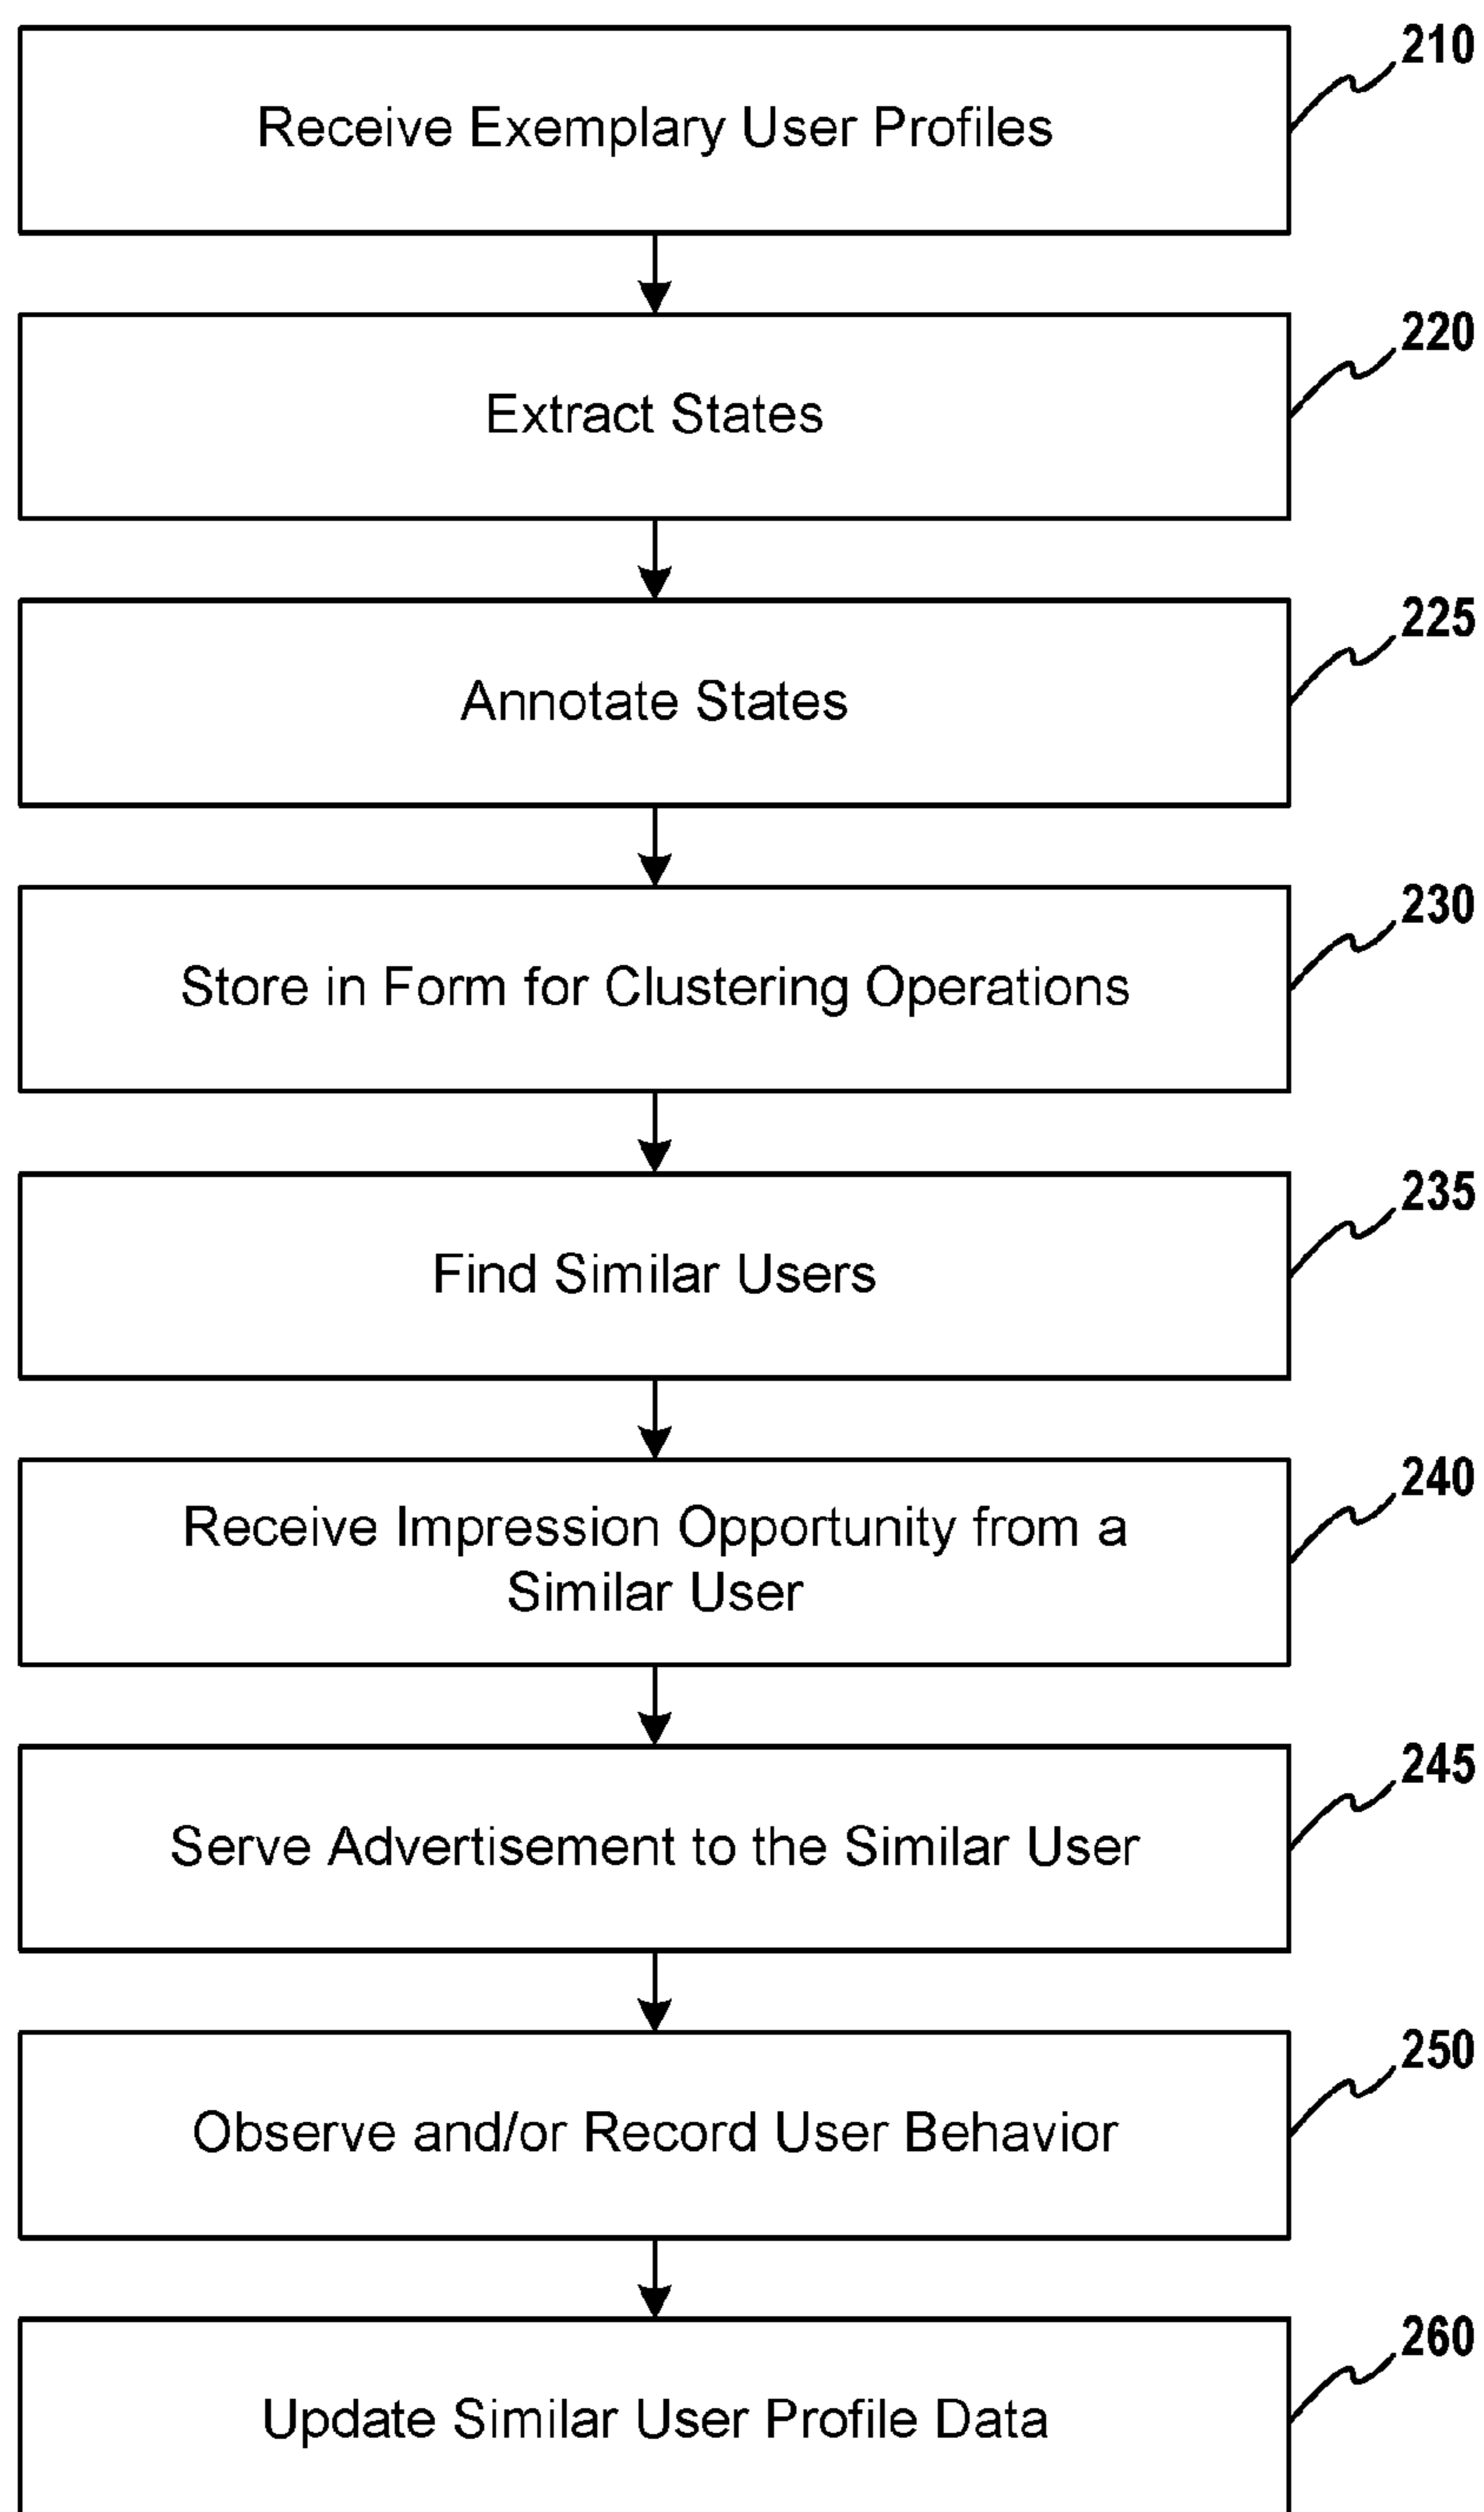 210
Receive Exemplary User Profiles
220
Extract States
225
Annotate States
230
Store in Form for Clustering Operations
235
Find Similar Users
240
Receive Impression Opportunity from a
Similar User
245
Serve Advertisement to the Similar User
250
Observe and/or Record User Behavior
260
Update Similar User Profile Data